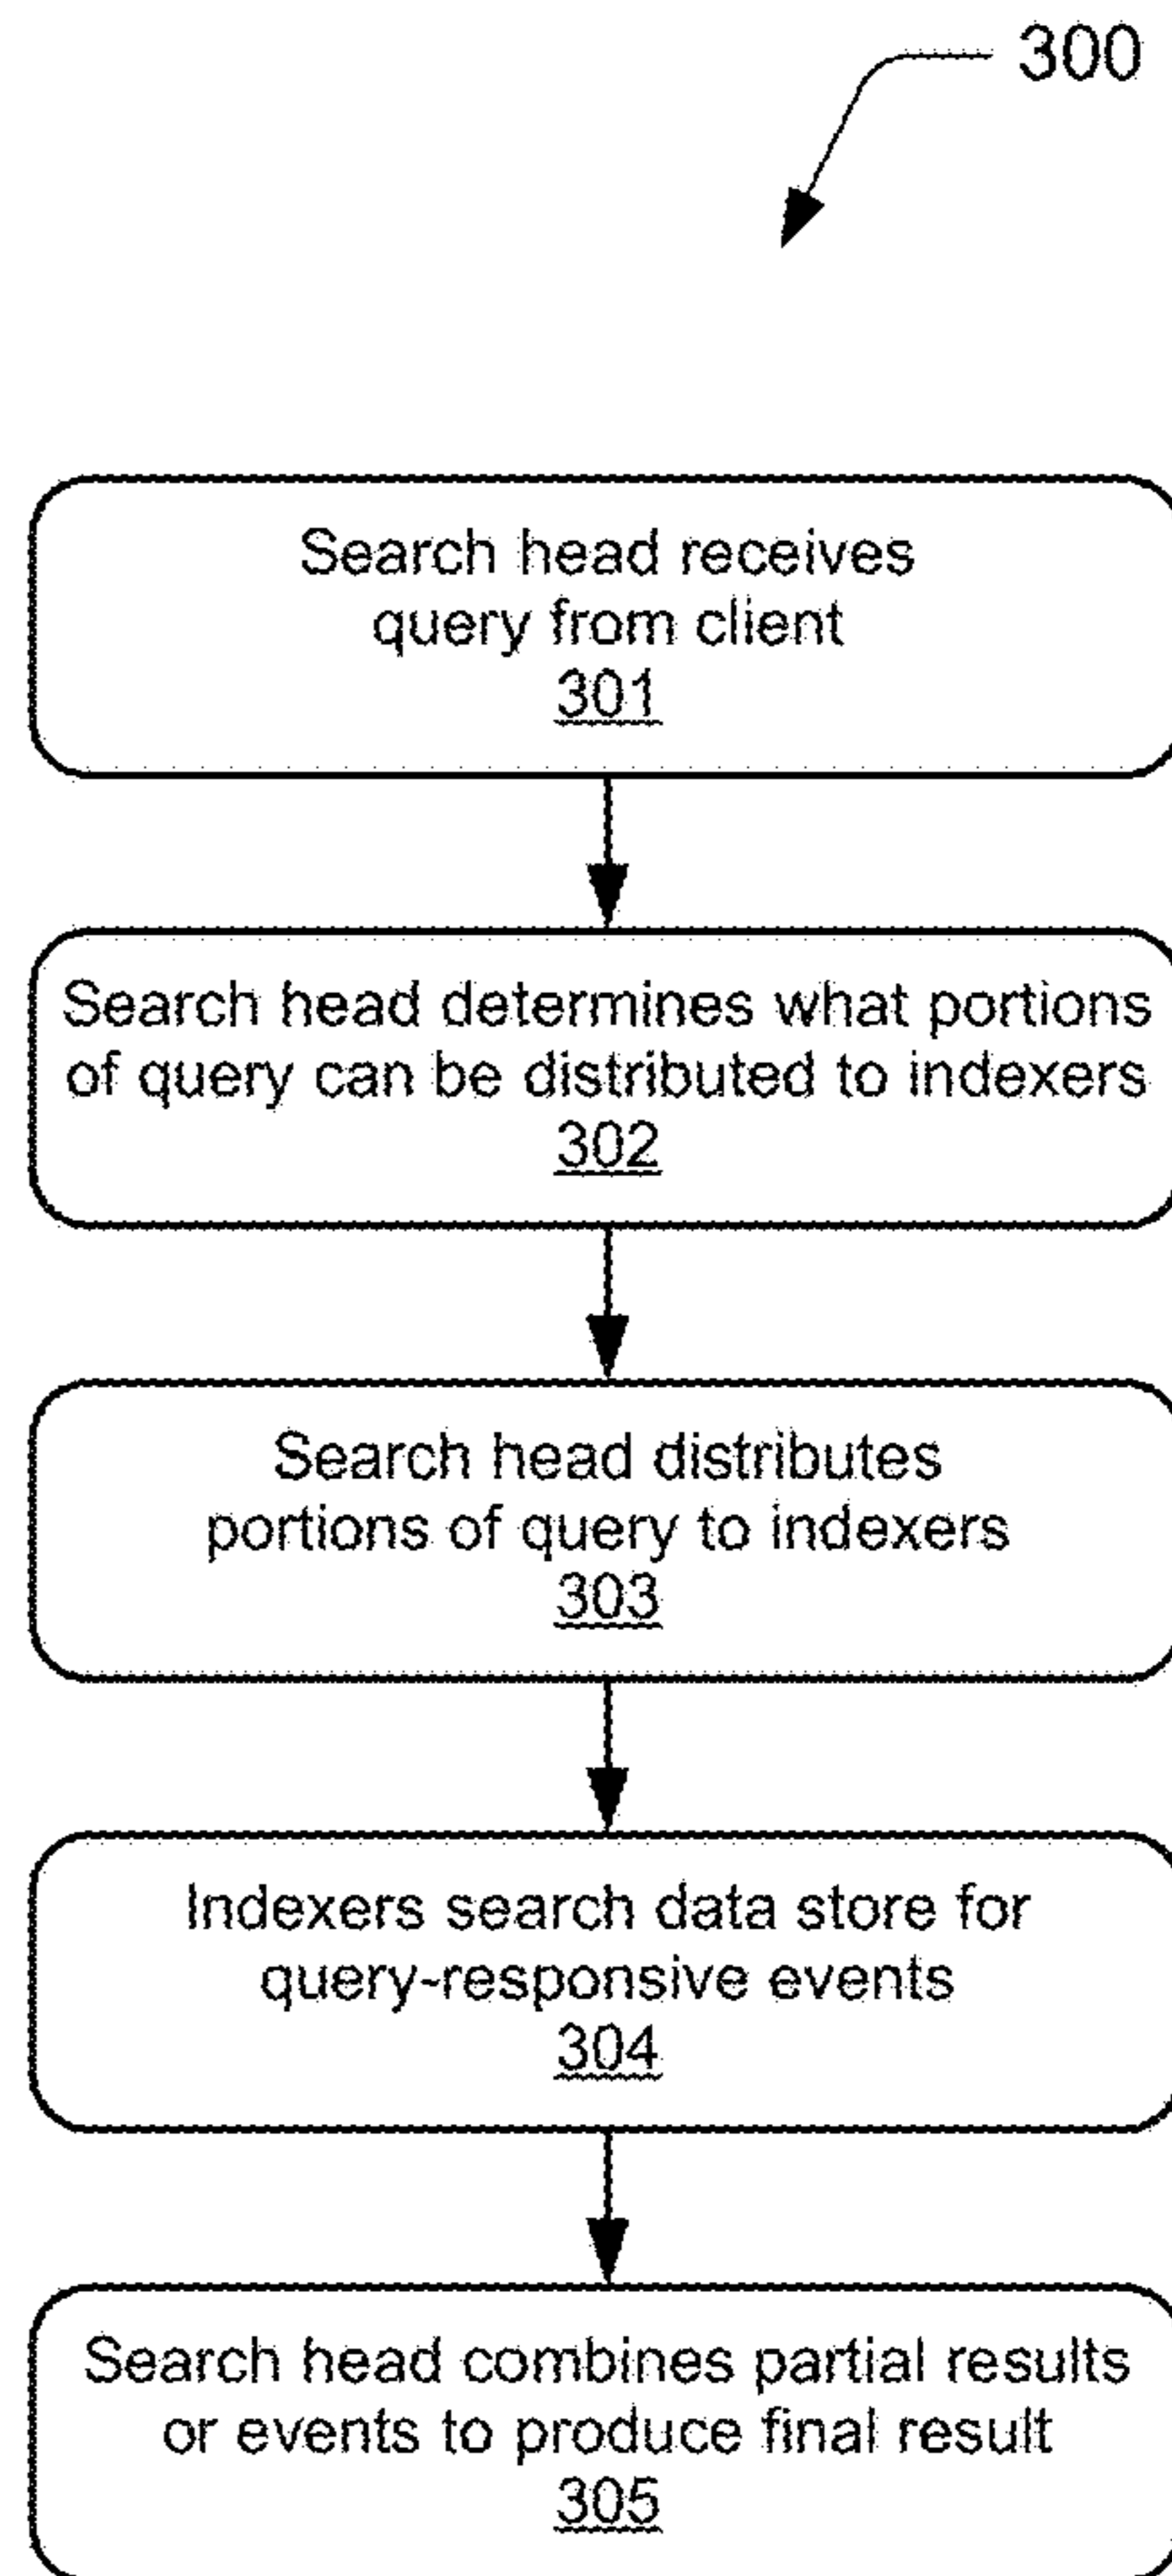 300
Search head receives
query from client
301
Search head determines what portions
of query can be distributed to indexers
302
Search head distributes
portions of query to indexers
303
Indexers search data store for
query-responsive events
304
Search head combines partial results
or events to produce final result
305